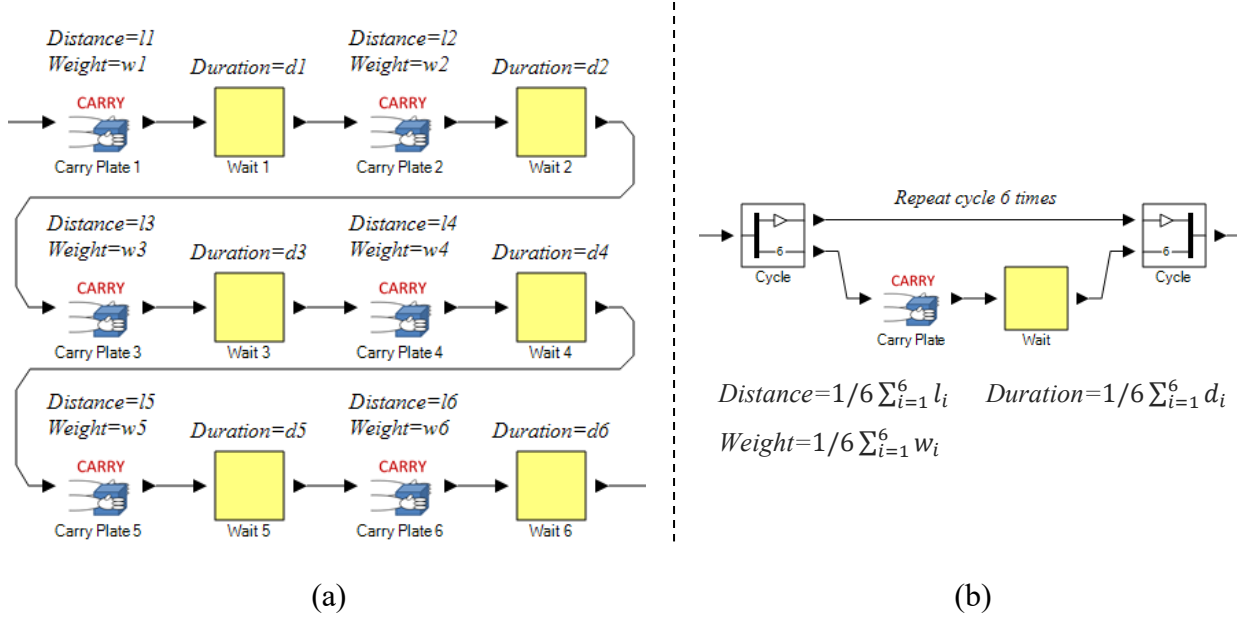 Distance=l1
Weight=w1
Duration=d1
Distance=l2
Weight=w2
Duration=d2
CARRY
CARRY
Carry Plate 1
Wait 1
Carry Plate 2
Wait 2
Distance=l3
Weight=w3
Duration=d3
Distance=l4
Weight=w4
Duration=d4
CARRY
CARRY
Carry Plate 3
Wait 3
Carry Plate 4
Wait 4
Distance=l5
Weight=w5
Duration=d5
Distance=l6
Weight=w6
Duration=d6
CARRY
CARRY
Carry Plate 5
Wait 5
Carry Plate 6
Wait 6
(a)
Repeat cycle 6 times
6
Cycle
6
Cycle
CARRY
Carry Plate
Wait
Distance=1/6 ∑_{i=1}^{6} l_i
Duration=1/6 ∑_{i=1}^{6} d_i
Weight=1/6 ∑_{i=1}^{6} w_i
(b)